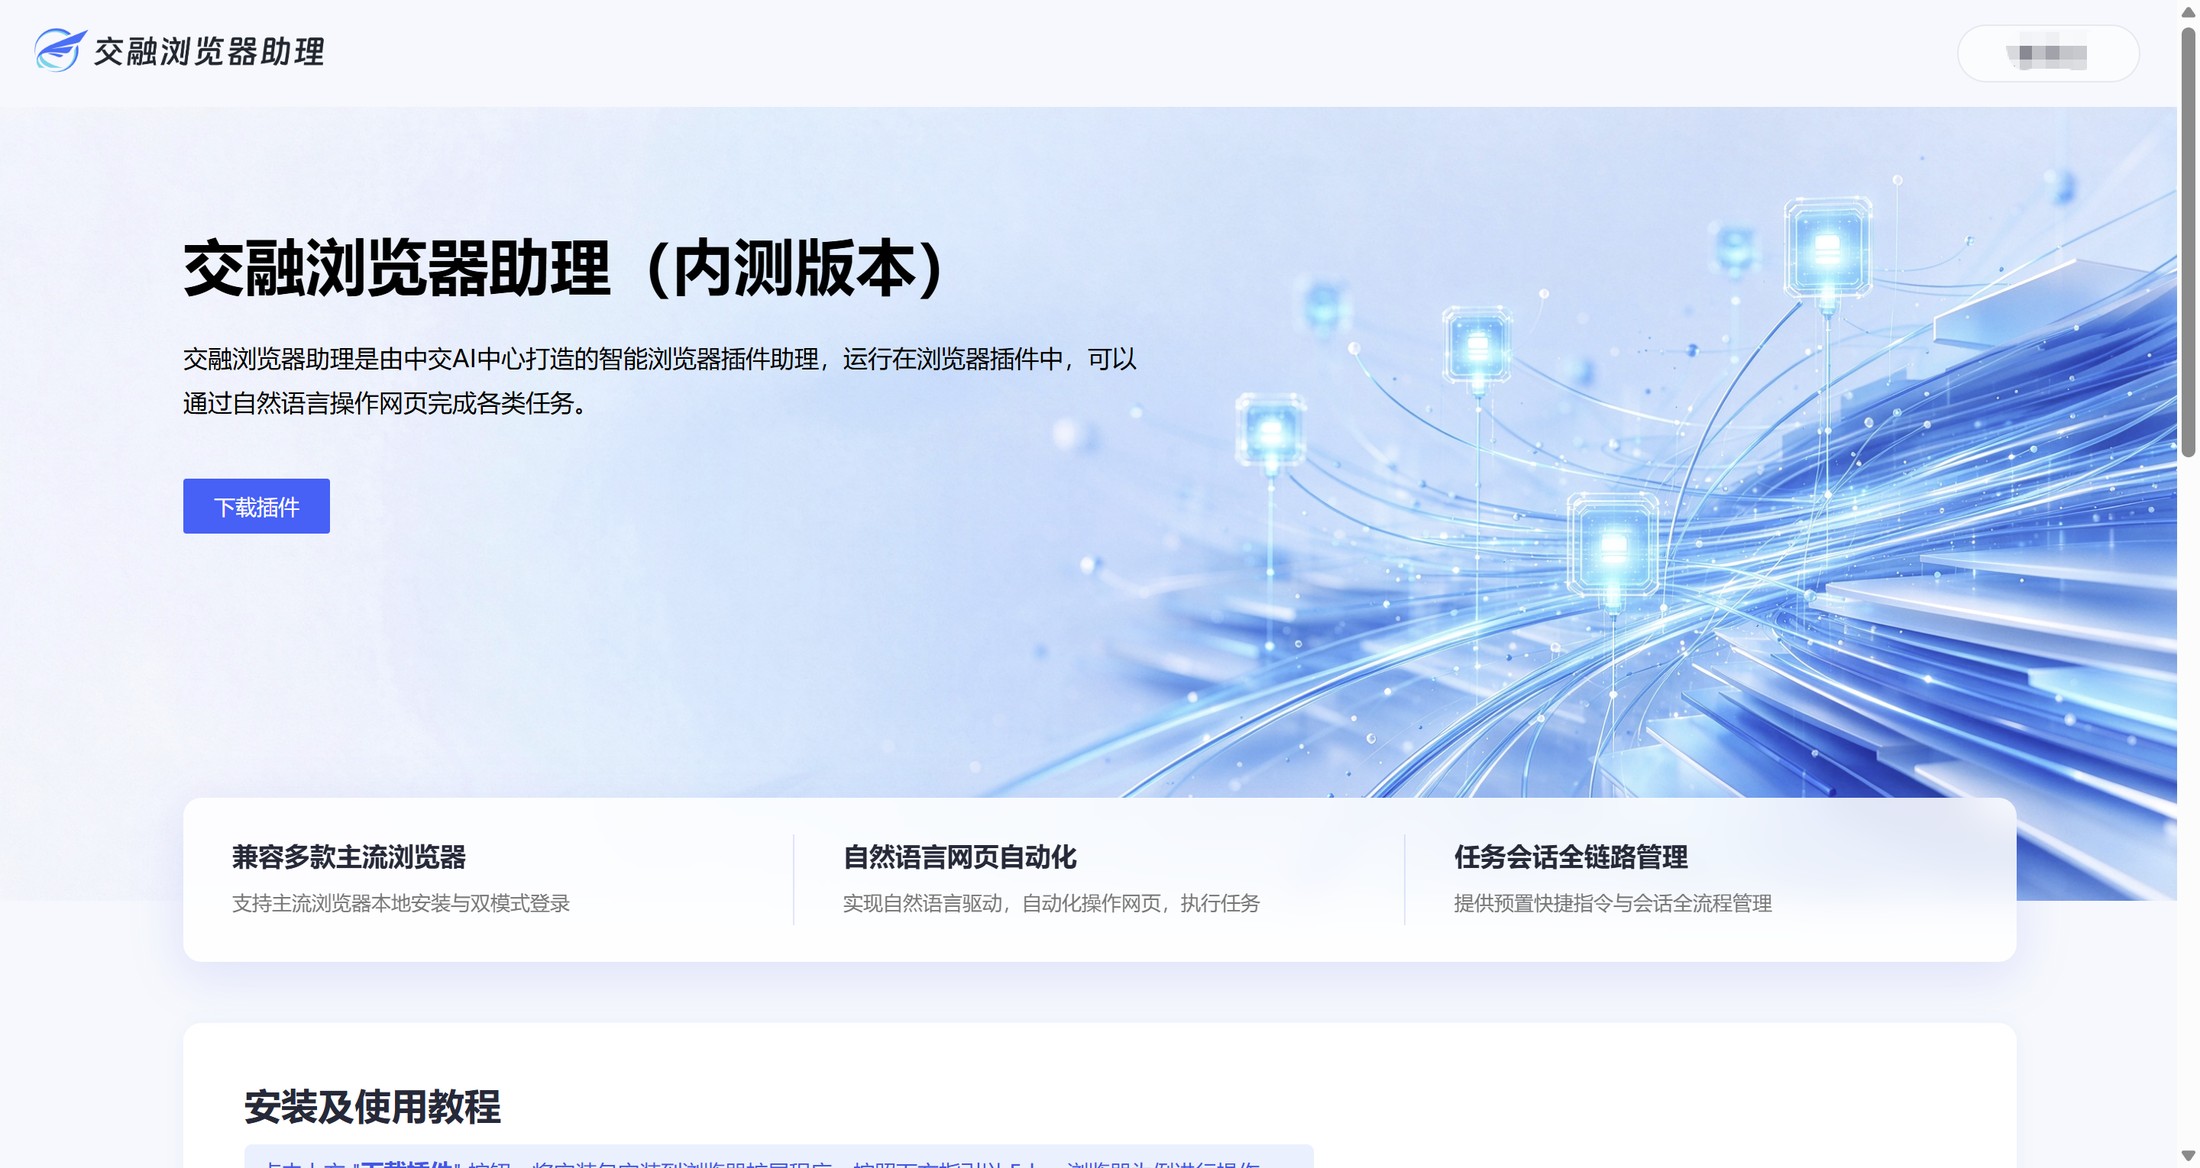 交融浏览器助理
交融浏览器助理（内测版本）
交融浏览器助理是由中交AI中心打造的智能浏览器插件助理，运行在浏览器插件中，可以
通过自然语言操作网页完成各类任务。
下载插件
兼容多款主流浏览器
自然语言网页自动化
任务会话全链路管理
支持主流浏览器本地安装与双模式登录
实现自然语言驱动，自动化操作网页，执行任务
提供预置快捷指令与会话全流程管理
安装及使用教程